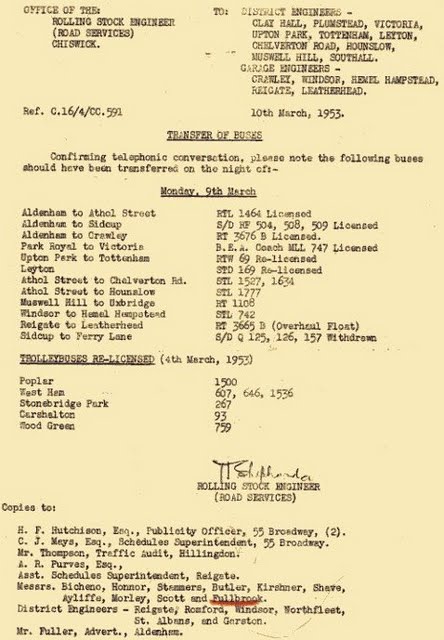 OFFICE OF THE: TO: DISTRICT ENGINEERS -
ROLLING STOCK ENGINEER CLAY HALL, PLUMSTEAD, VICTORIA,
(ROAD SERVICES) UPTON PARK, TOTTENHAM, LEYTON,
CHISWICK. CHELVERTON ROAD, HOUNSLOW,
MUSWELL HILL, SOUTHALL.
GARAGE ENGINEERS -
CRAWLEY, WINDSOR, HEMEL HAMPSTEAD,
REIGATE, LEATHERHEAD.
Ref. C.16/4/CC.591 10th March, 1953.
TRANSFER OF BUSES
Confirming telephonic conversation, please note the following buses
should have been transferred on the night of:-
Monday, 9th March
Aldenham to Athol Street RTL 1464 Licensed
Aldenham to Sidcup S/D RF 504, 508, 509 Licensed
Aldenham to Crawley RT 3676 B Licensed.
Park Royal to Victoria B.E.A. Coach MLL 747 Licensed
Upton Park to Tottenham RTW 69 Re-licensed
Leyton STD 169 Re-licensed
Athol Street to Chelverton Rd. STL 1527, 1634
Athol Street to Hounslow STL 1777
Muswell Hill to Uxbridge RT 1108
Windsor to Hemel Hempstead STL 742
Reigate to Leatherhead RT 3665 B (Overhaul Float)
Sidcup to Ferry Lane S/D Q 125, 126, 157 Withdrawn
TROLLEYBUSES RE-LICENSED (4th March, 1953)
Poplar 1500
West Ham 607, 646, 1536
Stonebridge Park 267
Carshalton 93
Wood Green 759
ROLLING STOCK ENGINEER
(ROAD SERVICES)
Copies to:
H. F. Hutchison, Esq., Publicity Officer, 55 Broadway, (2).
C. J. Mays, Esq., Schedules Superintendent, 55 Broadway.
Mr. Thompson, Traffic Audit, Hillingdon.
A. R. Purves, Esq.,
Asst. Schedules Superintendent, Reigate.
Messrs. Bicheno, Honnor, Stammers, Butler, Kirshner, Shave,
Ayliffe, Morley, Scott and Fullbrook.
District Engineers - Reigate, Romford, Windsor, Northfleet,
St. Albans, and Garston.
Mr. Fuller, Advert., Aldenham.